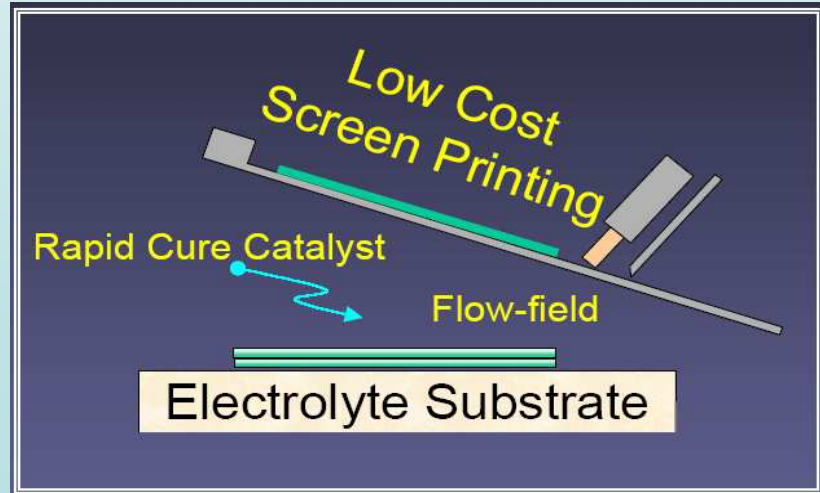 Low Cost
Screen Printing
Rapid Cure Catalyst
Flow-field
Electrolyte Substrate